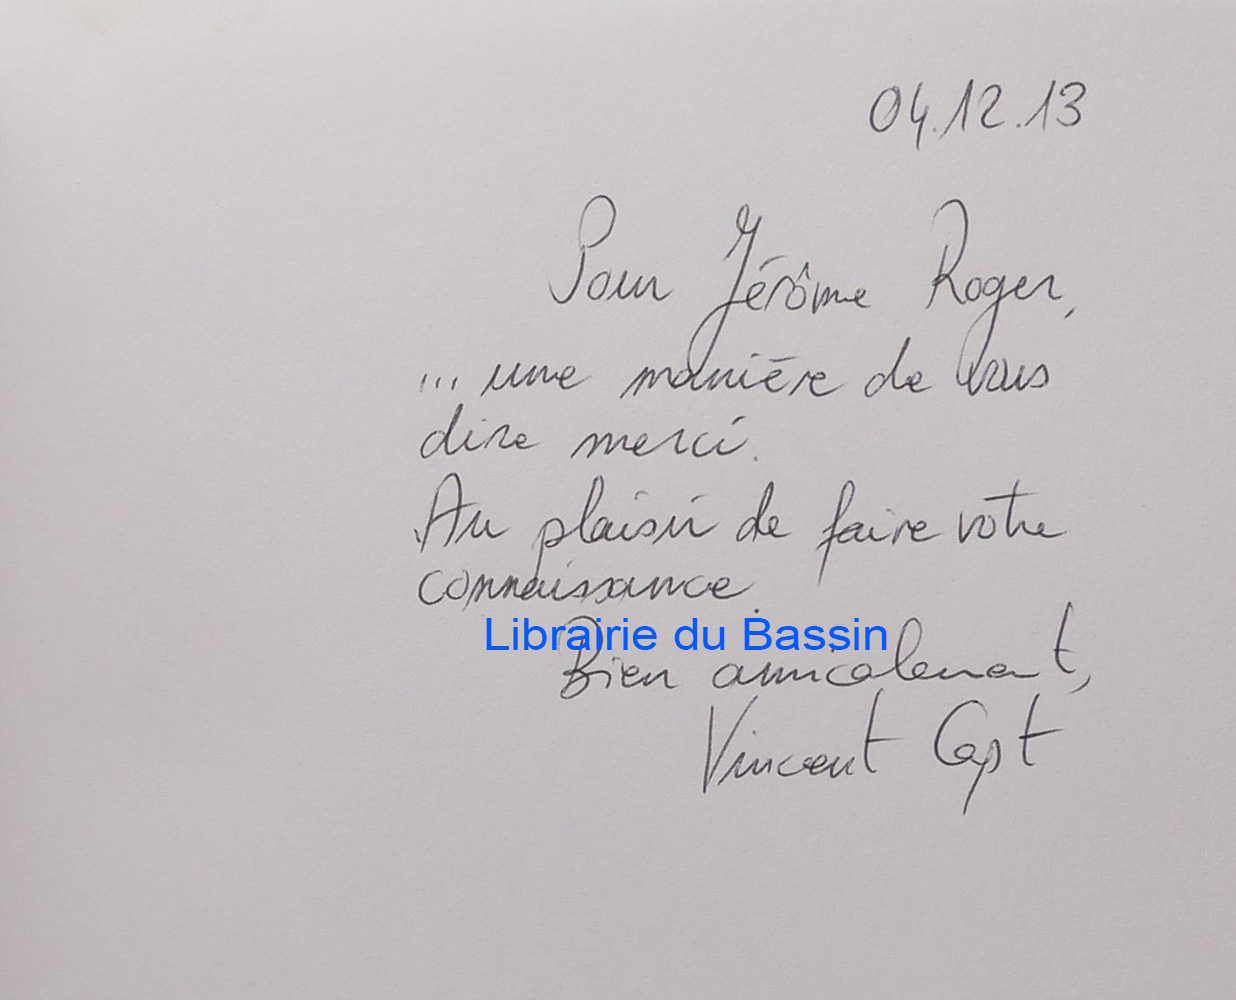 04.12.13
Pour Jérôme Roger,
... une manière de vous
dire merci.
Au plaisir de faire votre
connaissance.
Librairie du Bassin
Bien amicalement,
Vincent Capt